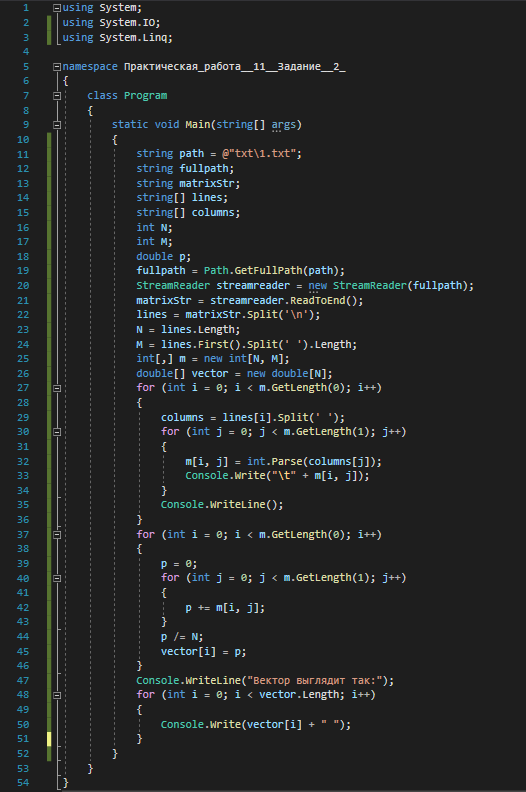 1 using System;
2 using System.IO;
3 using System.Linq;
4
5 namespace Практическая_работа__11__Задание__2_
6 {
7     class Program
8     {
9         static void Main(string[] args)
10         {
11             string path = @"txt\1.txt";
12             string fullpath;
13             string matrixStr;
14             string[] lines;
15             string[] columns;
16             int N;
17             int M;
18             double p;
19             fullpath = Path.GetFullPath(path);
20             StreamReader streamreader = new StreamReader(fullpath);
21             matrixStr = streamreader.ReadToEnd();
22             lines = matrixStr.Split('\n');
23             N = lines.Length;
24             M = lines.First().Split(' ').Length;
25             int[,] m = new int[N, M];
26             double[] vector = new double[N];
27             for (int i = 0; i < m.GetLength(0); i++)
28             {
29                 columns = lines[i].Split(' ');
30                 for (int j = 0; j < m.GetLength(1); j++)
31                 {
32                     m[i, j] = int.Parse(columns[j]);
33                     Console.Write("\t" + m[i, j]);
34                 }
35                 Console.WriteLine();
36             }
37             for (int i = 0; i < m.GetLength(0); i++)
38             {
39                 p = 0;
40                 for (int j = 0; j < m.GetLength(1); j++)
41                 {
42                     p += m[i, j];
43                 }
44                 p /= N;
45                 vector[i] = p;
46             }
47             Console.WriteLine("Вектор выглядит так:");
48             for (int i = 0; i < vector.Length; i++)
49             {
50                 Console.Write(vector[i] + " ");
51             }
52         }
53     }
54 }